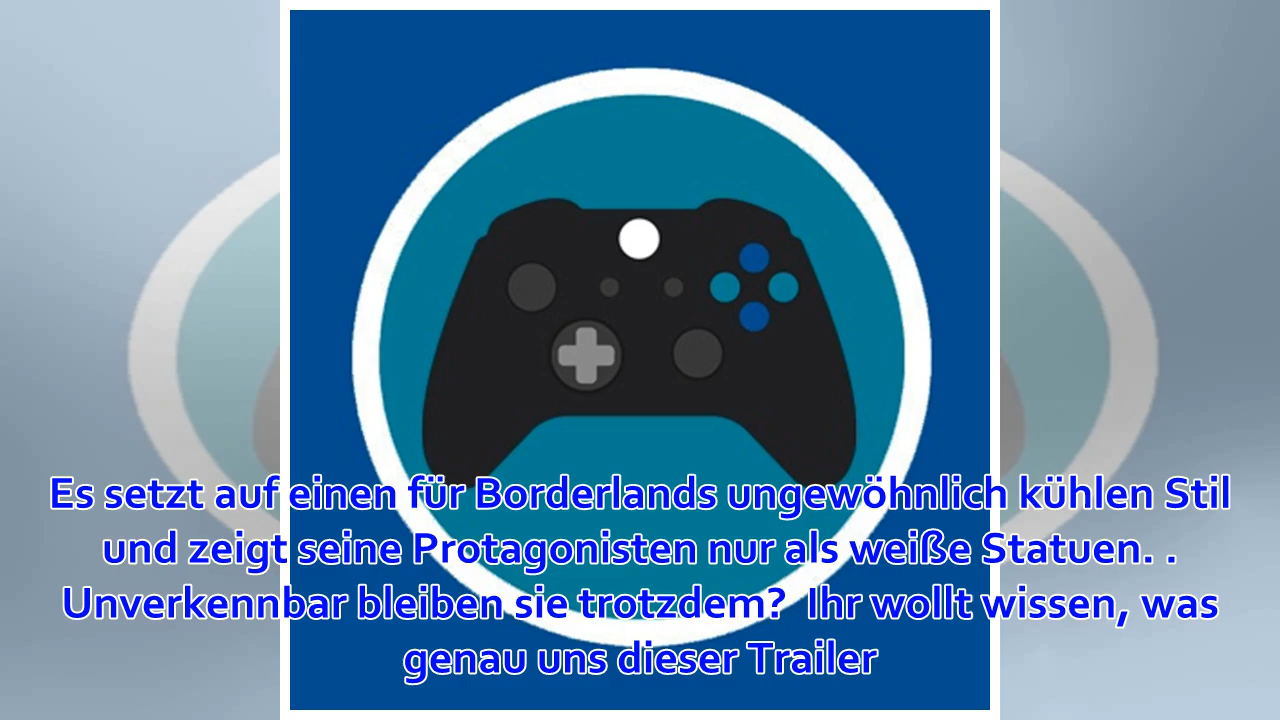 Es setzt auf einen für Borderlands ungewöhnlich kühlen Stil
und zeigt seine Protagonisten nur als weiße Statuen. .
Unverkennbar bleiben sie trotzdem?  Ihr wollt wissen, was
genau uns dieser Trailer